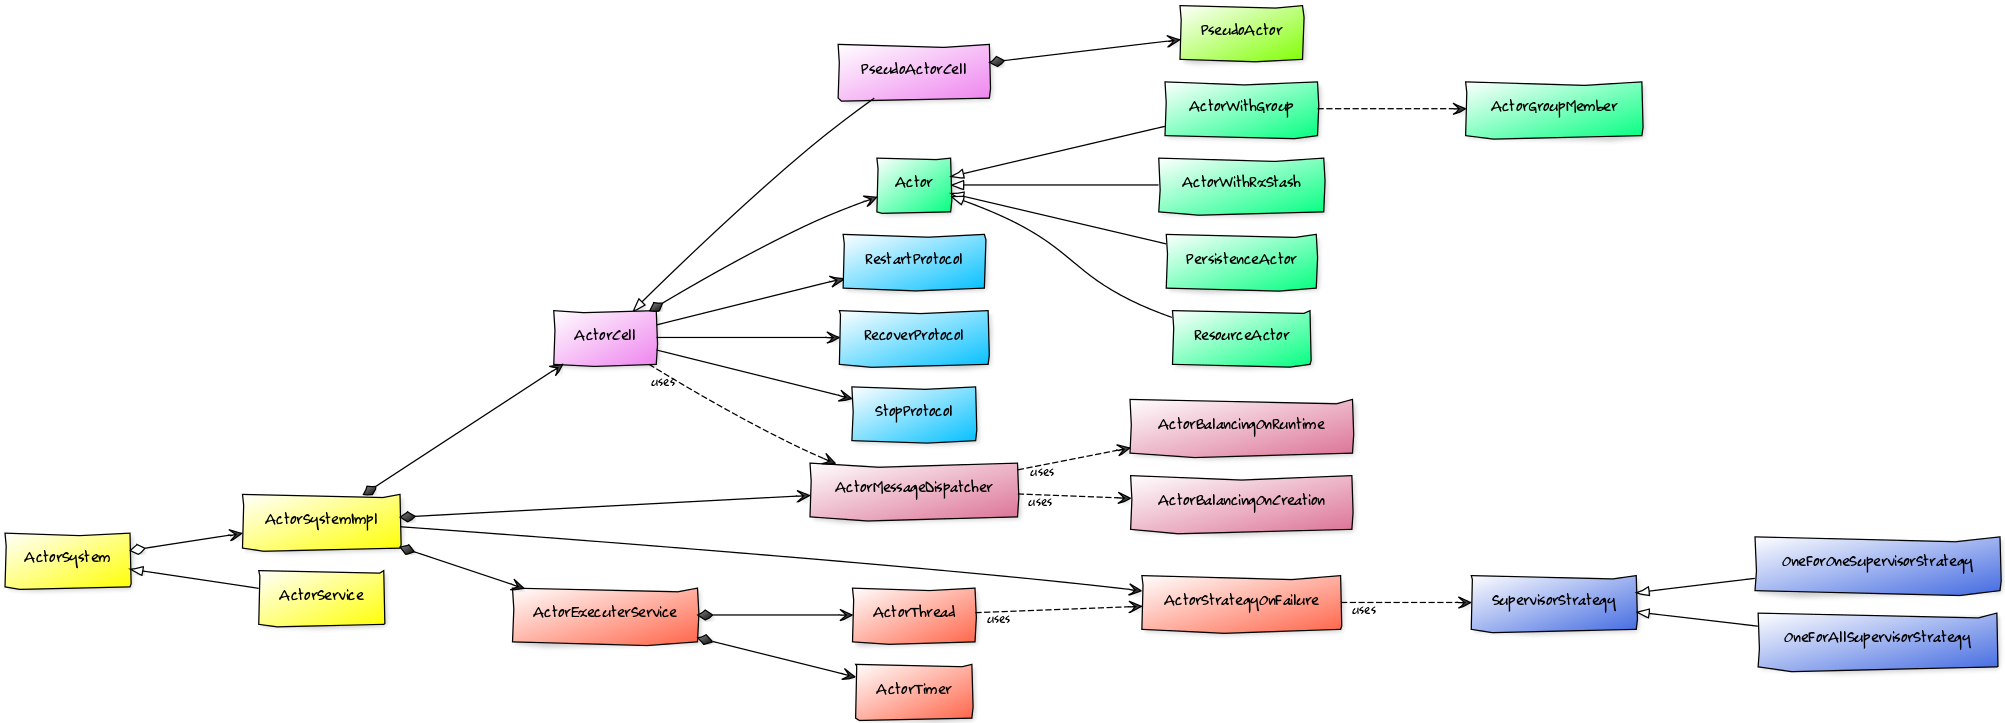 PseudoActor
PseudoActorCell
ActorWithGroup
ActorGroupMember
Actor
ActorWithRxStash
RestartProtocol
PersistenceActor
ActorCell
RecoverProtocol
ResourceActor
uses
StopProtocol
ActorBalancingOnRuntime
uses
ActorMessageDispatcher
uses
ActorBalancingOnCreation
ActorSystemImpl
ActorSystem
OneForOneSupervisorStrategy
ActorService
ActorExecuterService
ActorThread
uses
ActorStrategyOnFailure
uses
SupervisorStrategy
OneForAllSupervisorStrategy
ActorTimer